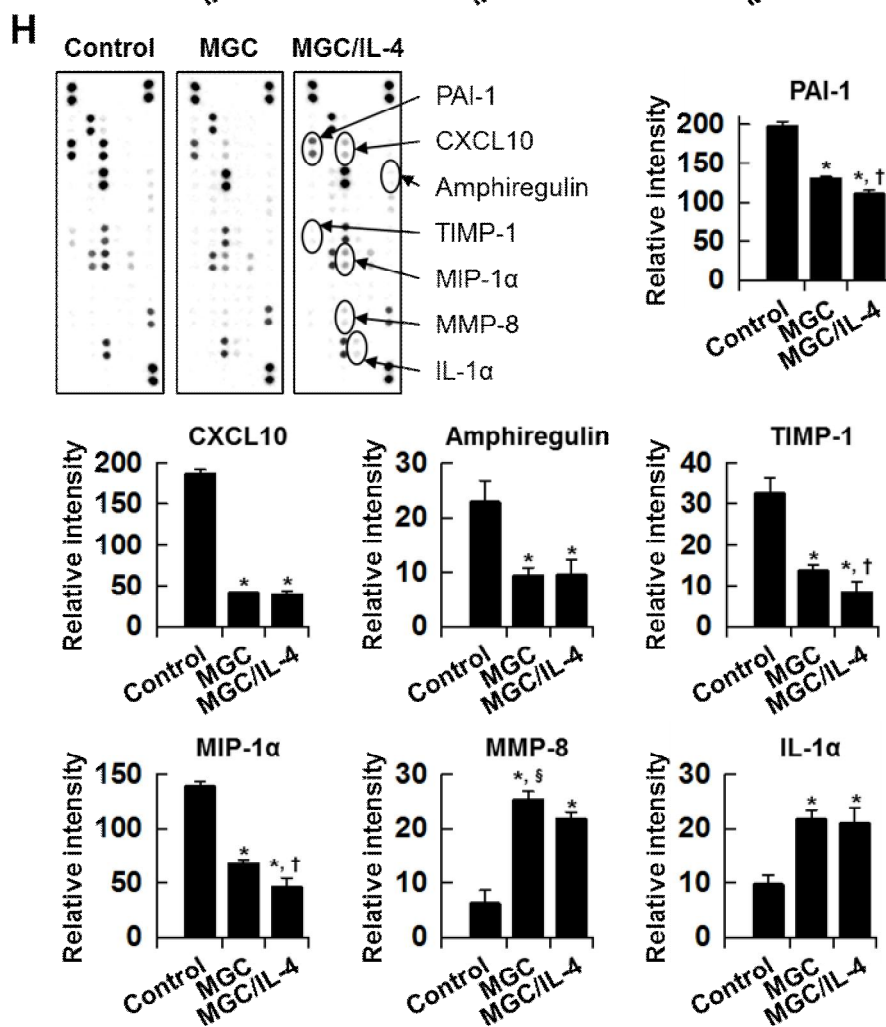 H
Control MGC MGC/IL-4
PAI-1
CXCL10
Amphiregulin
TIMP-1
MIP-1α
MMP-8
IL-1α
PAI-1
Relative intensity
200
150
100
50
0
*
*, †
Control
MGC
MGC/IL-4
CXCL10
Relative intensity
200
150
100
50
0
*
*
Control
MGC
MGC/IL-4
Amphiregulin
Relative intensity
30
20
10
0
*
*
Control
MGC
MGC/IL-4
TIMP-1
Relative intensity
40
30
20
10
0
*
*, †
Control
MGC
MGC/IL-4
MIP-1α
Relative intensity
150
100
50
0
*
*, †
Control
MGC
MGC/IL-4
MMP-8
Relative intensity
30
20
10
0
*, §
*
Control
MGC
MGC/IL-4
IL-1α
Relative intensity
30
20
10
0
*
*
Control
MGC
MGC/IL-4